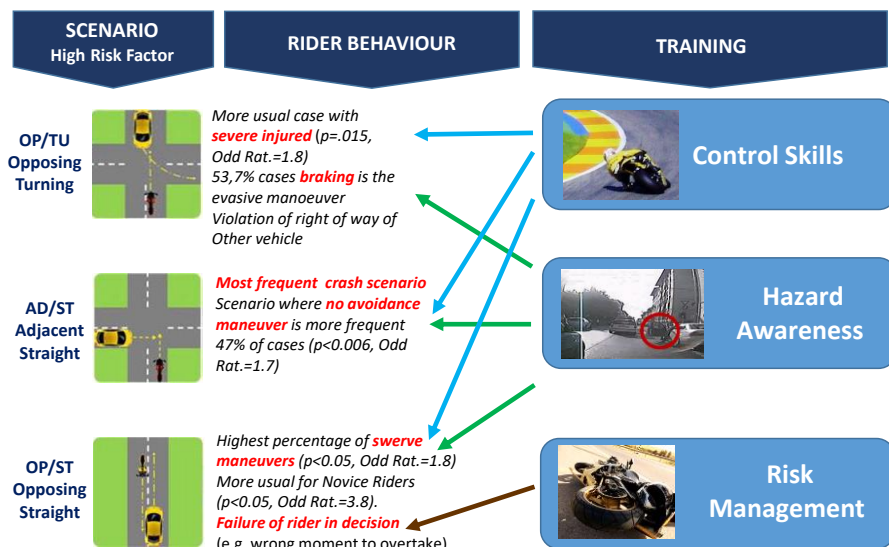 SCENARIO
High Risk Factor
RIDER BEHAVIOUR
TRAINING
OP/TU
Opposing
Turning
More usual case with
severe injured (p=.015,
Odd Rat.=1.8)
53,7% cases braking is the
evasive manoeuver
Violation of right of way of
Other vehicle
Control Skills
AD/ST
Adjacent
Straight
Most frequent crash scenario
Scenario where no avoidance
maneuver is more frequent
47% of cases (p<0.006, Odd
Rat.=1.7)
Hazard
Awareness
OP/ST
Opposing
Straight
Highest percentage of swerve
maneuvers (p<0.05, Odd Rat.=1.8)
More usual for Novice Riders
(p<0.05, Odd Rat.=3.8).
Failure of rider in decision
(e.g. wrong moment to overtake)
Risk
Management